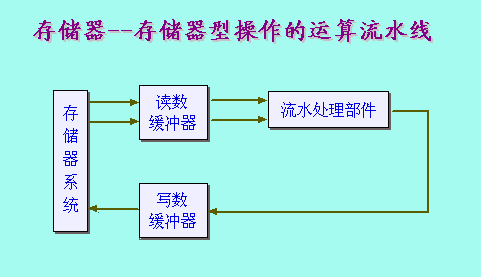 存储器--存储器型操作的运算流水线
存储器系统
读数
缓冲器
流水处理部件
写数
缓冲器